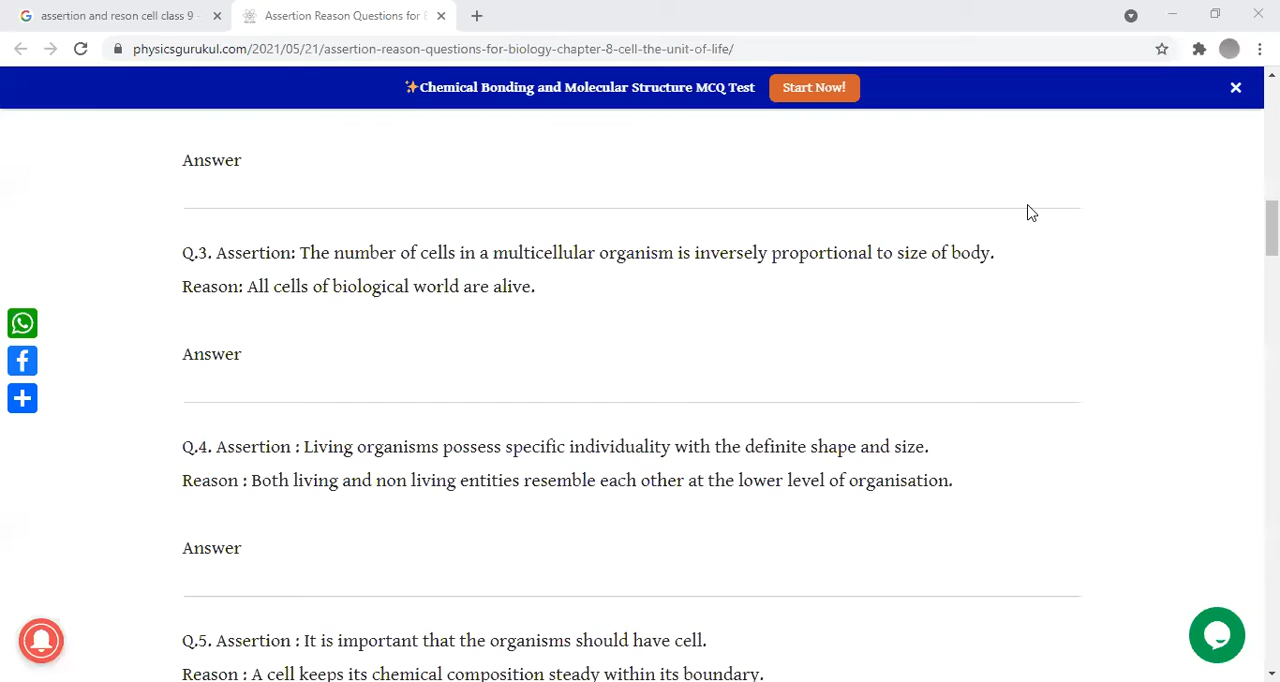 assertion and reson cell class 9 -
Assertion Reason Questions for
physicsgurukul.com/2021/05/21/assertion-reason-questions-for-biology-chapter-8-cell-the-unit-of-life/
✨Chemical Bonding and Molecular Structure MCQ Test Start Now!
Answer
Q.3. Assertion: The number of cells in a multicellular organism is inversely proportional to size of body.
Reason: All cells of biological world are alive.
Answer
Q.4. Assertion : Living organisms possess specific individuality with the definite shape and size.
Reason : Both living and non living entities resemble each other at the lower level of organisation.
Answer
Q.5. Assertion : It is important that the organisms should have cell.
Reason : A cell keeps its chemical composition steady within its boundary.